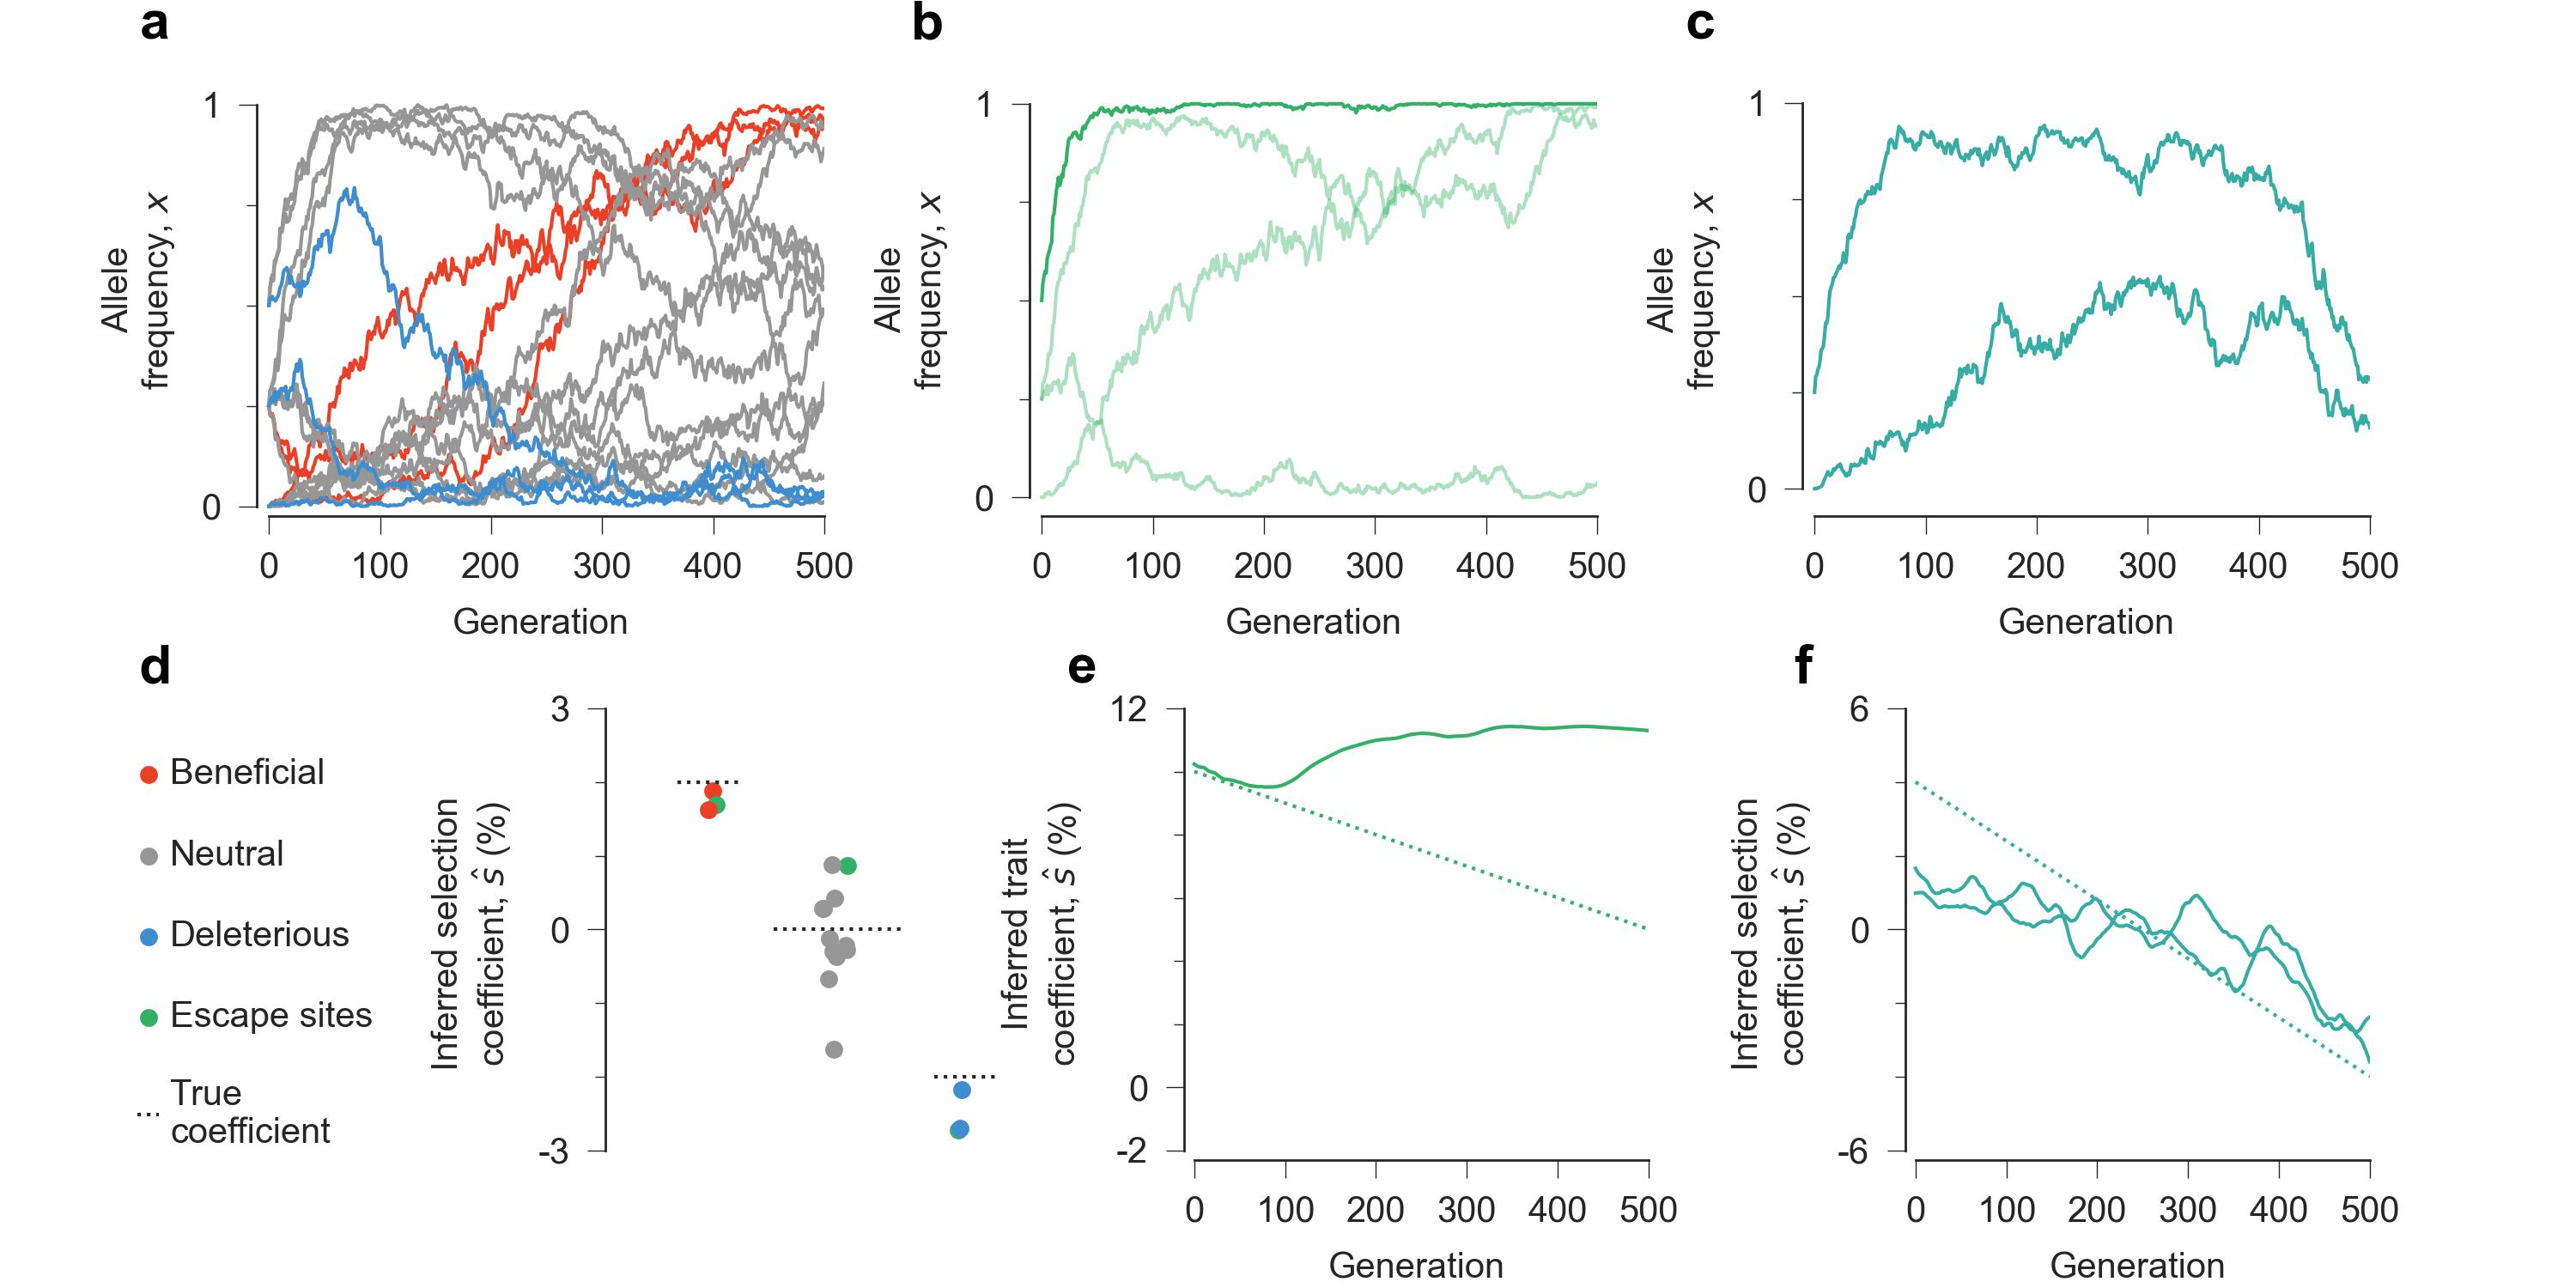 a
Allele
frequency, x
1
0
0 100 200 300 400 500
Generation
b
Allele
frequency, x
1
0
0 100 200 300 400 500
Generation
c
Allele
frequency, x
1
0
0 100 200 300 400 500
Generation
d
Beneficial
Neutral
Deleterious
Escape sites
True
coefficient
Inferred selection
coefficient, ŝ (%)
3
0
-3
e
Inferred trait
coefficient, ŝ (%)
12
0
-2
0 100 200 300 400 500
Generation
f
Inferred selection
coefficient, ŝ (%)
6
0
-6
0 100 200 300 400 500
Generation